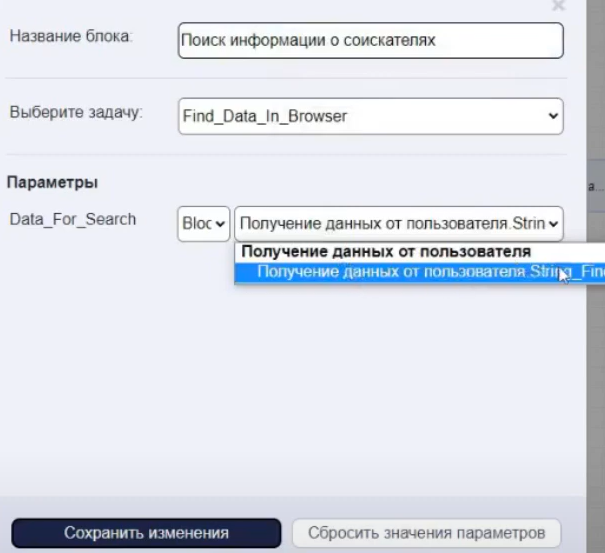 Название блока:
Поиск информации о соискателях
Выберите задачу:
Find_Data_In_Browser
Параметры
Data_For_Search
Bloc
Получение данных от пользователя.Strin
Получение данных от пользователя
Получение данных от пользователя.String_Find
Сохранить изменения
Сбросить значения параметров